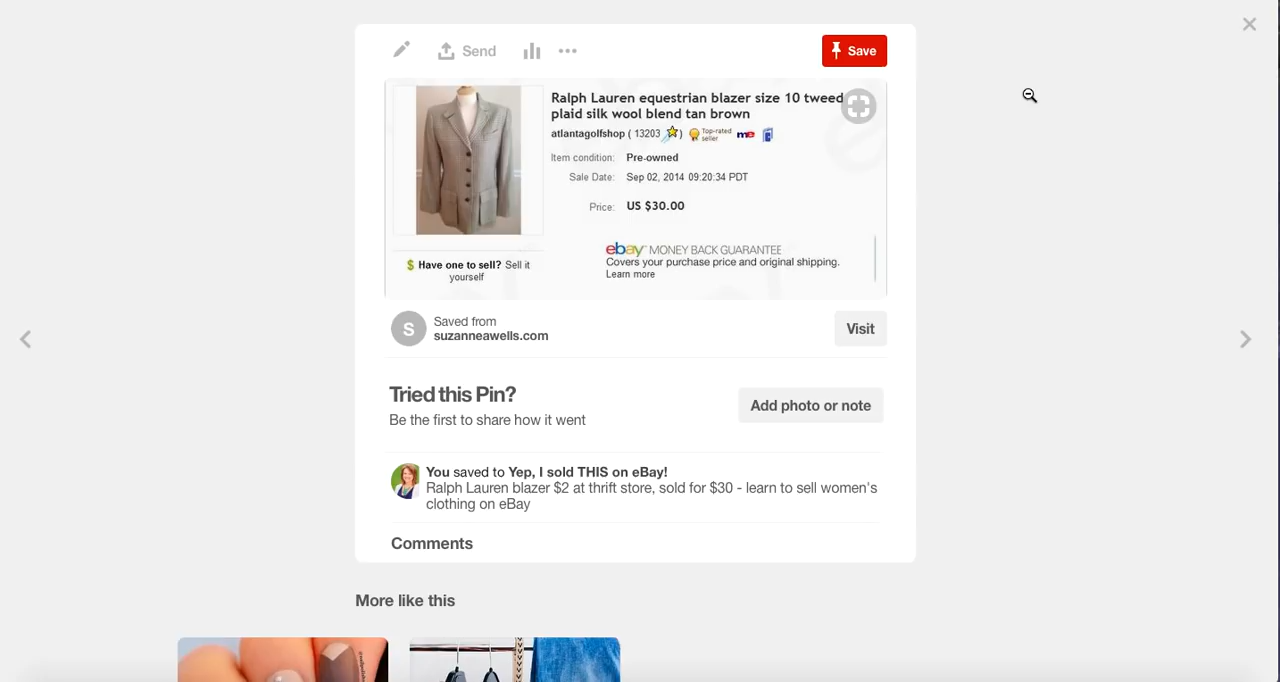 Send
Save
Ralph Lauren equestrian blazer size 10 tweed
plaid silk wool blend tan brown
atlantagolfshop ( 13203 ) Top-rated seller me
Item condition: Pre-owned
Sale Date: Sep 02, 2014 09:20:34 PDT
Price: US $30.00
$ Have one to sell? Sell it
yourself
ebay MONEY BACK GUARANTEE
Covers your purchase price and original shipping.
Learn more
S
Saved from
suzanneawells.com
Visit
Tried this Pin?
Be the first to share how it went
Add photo or note
You saved to Yep, I sold THIS on eBay!
Ralph Lauren blazer $2 at thrift store, sold for $30 - learn to sell women's
clothing on eBay
Comments
More like this